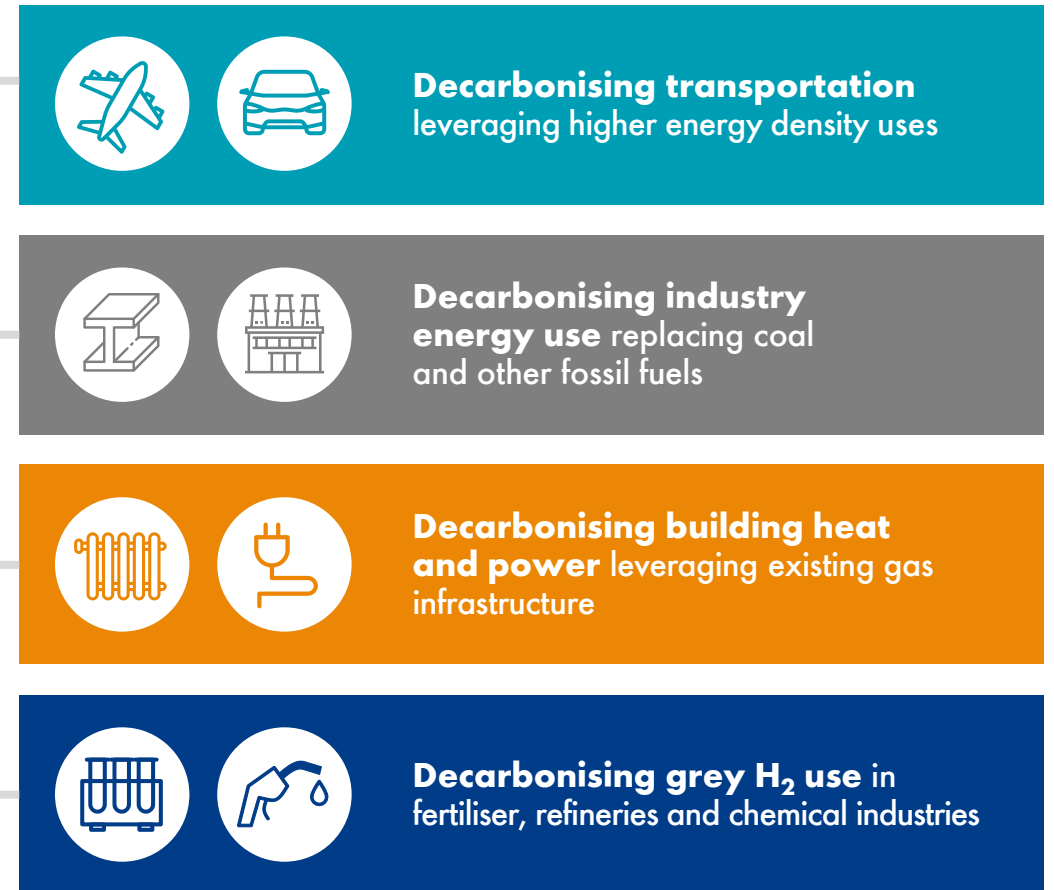 Decarbonising transportation
leveraging higher energy density uses
Decarbonising industry
energy use replacing coal
and other fossil fuels
Decarbonising building heat
and power leveraging existing gas
infrastructure
Decarbonising grey H₂ use in
fertiliser, refineries and chemical industries